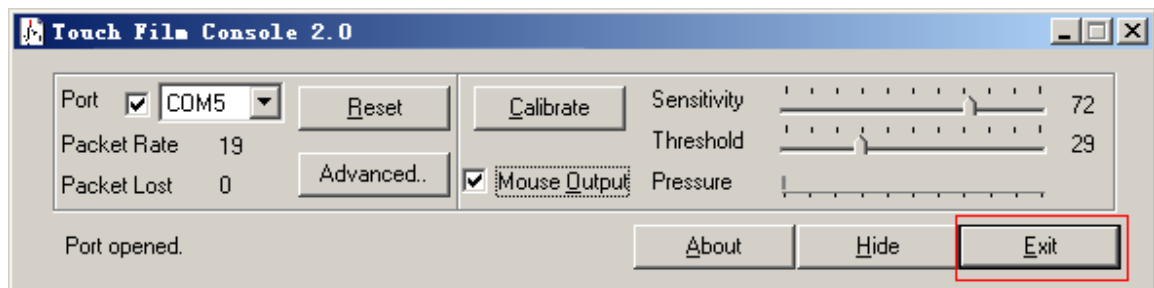 Touch Film Console 2.0
Port COM5 Reset Calibrate Sensitivity 72
Packet Rate 19 Threshold 29
Packet Lost 0 Advanced.. Mouse Output Pressure
Port opened. About Hide Exit